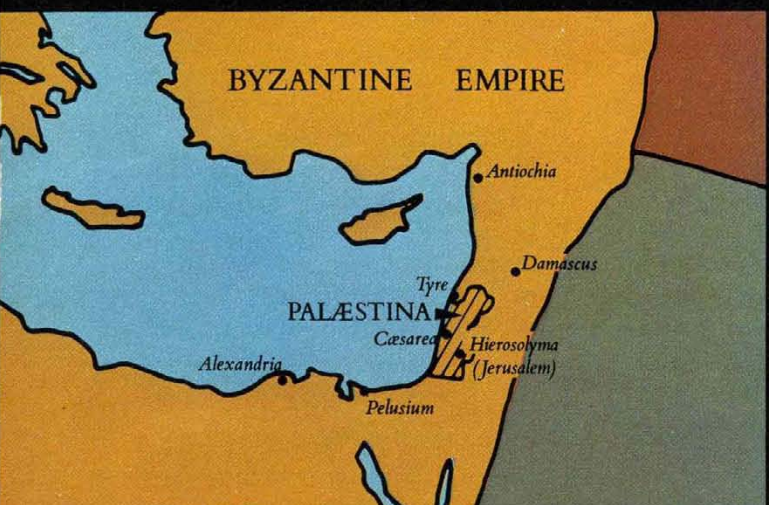 BYZANTINE EMPIRE
Antiochia
Damascus
Tyre
PALÆSTINA
Cæsarea
Hierosolyma
(Jerusalem)
Alexandria
Pelusium